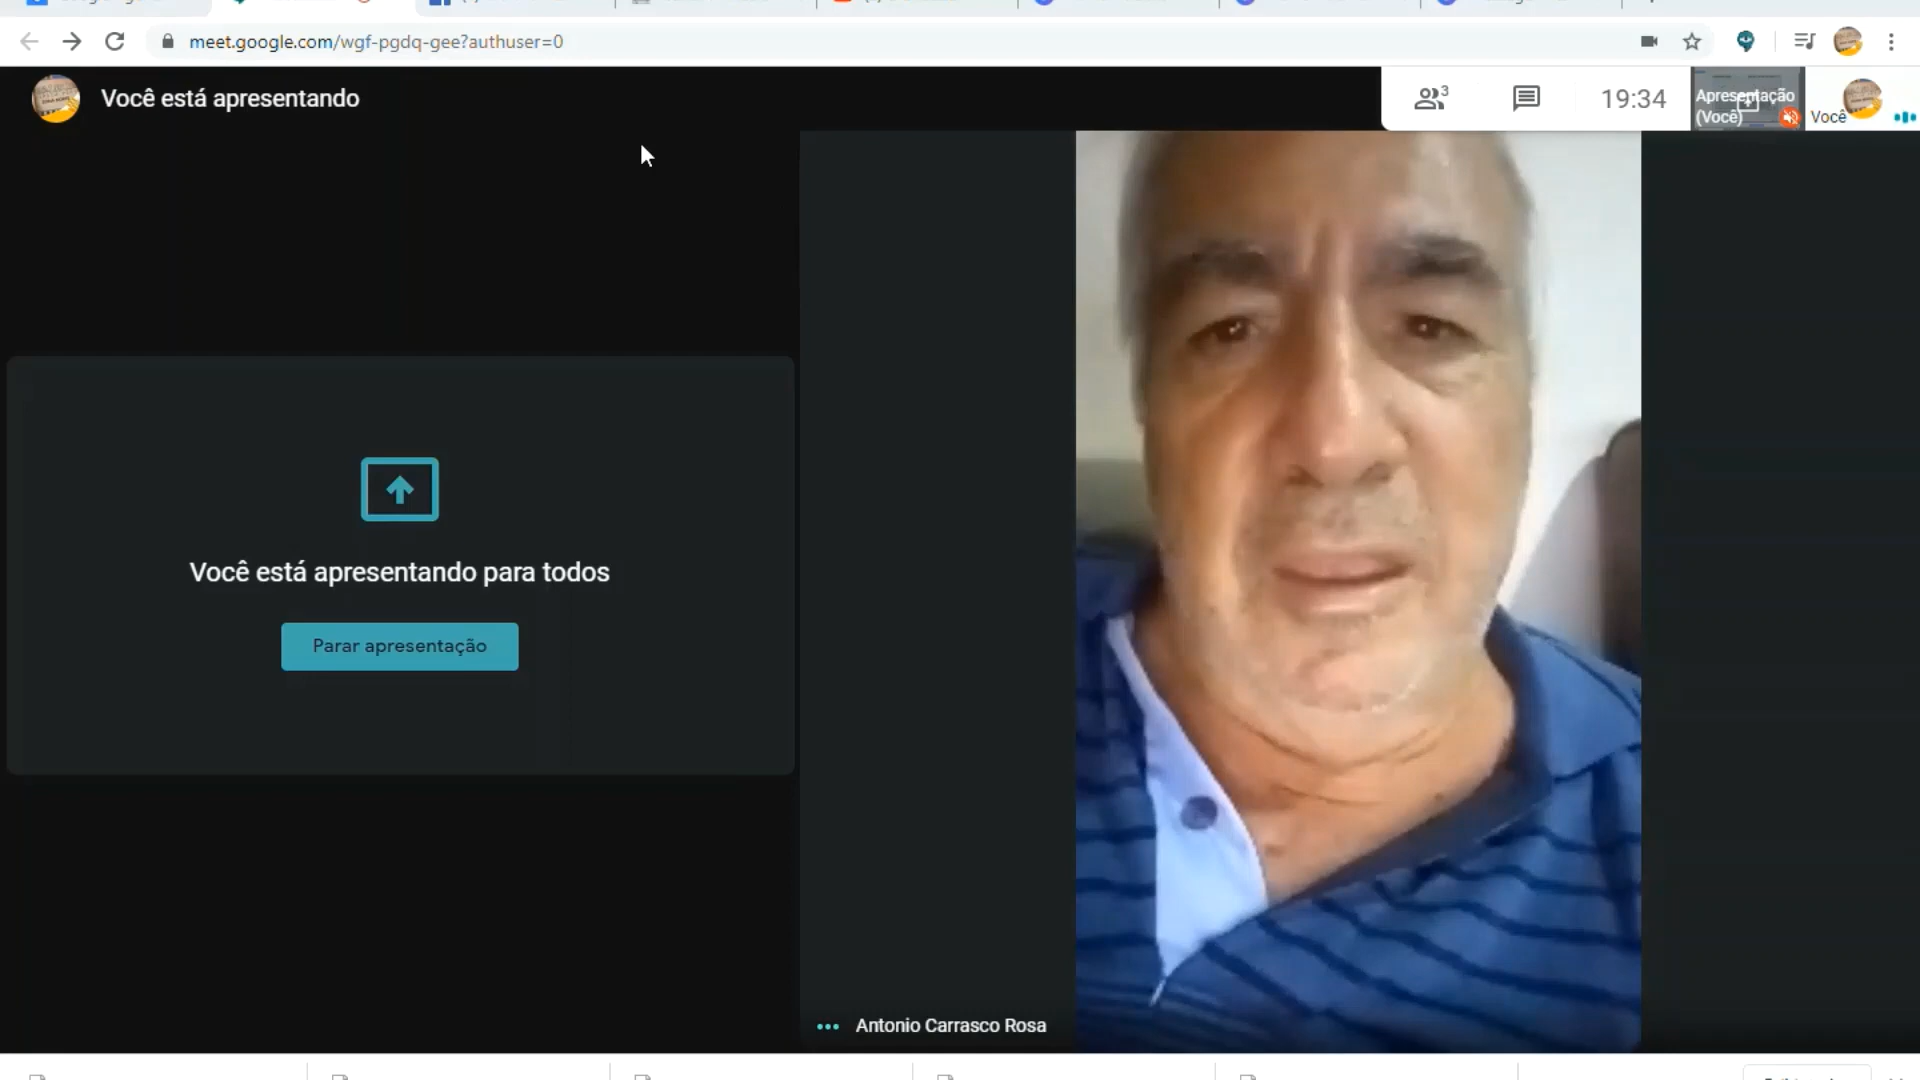 meet.google.com/wgf-pgdq-gee?authuser=0
Você está apresentando
3
19:34
Apresentação
(Você)
Você
Você está apresentando para todos
Parar apresentação
Antonio Carrasco Rosa